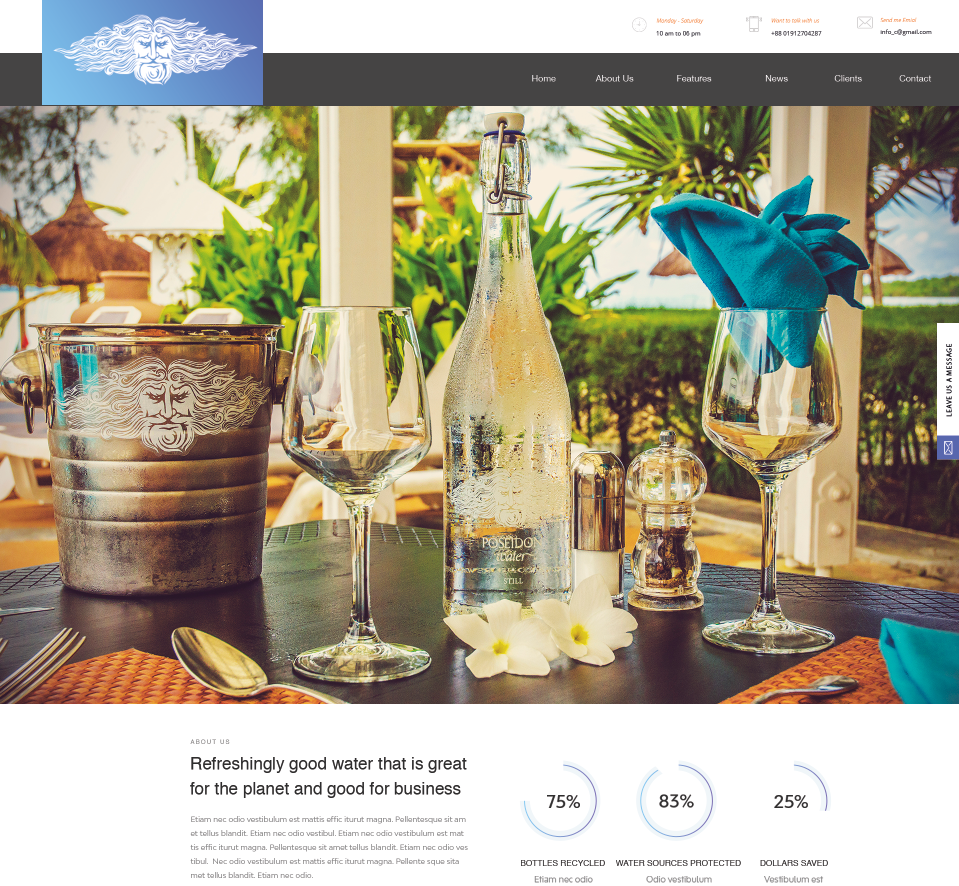 Monday - Saturday
10 am to 06 pm
Want to talk with us
+88 01912704287
Send me Emial
info_c@gmail.com
Home
About Us
Features
News
Clients
Contact
LEAVE US A MESSAGE
POSEIDON
water
STILL
ABOUT US
Refreshingly good water that is great
for the planet and good for business
Etiam nec odio vestibulum est mattis effic iturut magna. Pellentesque sit am
et tellus blandit. Etiam nec odio vestibul. Etiam nec odio vestibulum est mat
tis effic iturut magna. Pellentesque sit amet tellus blandit. Etiam nec odio ves
tibul. Nec odio vestibulum est mattis effic iturut magna. Pellente sque sita
met tellus blandit. Etiam nec odio.
75%
BOTTLES RECYCLED
Etiam nec odio
83%
WATER SOURCES PROTECTED
Odio vestibulum
25%
DOLLARS SAVED
Vestibulum est